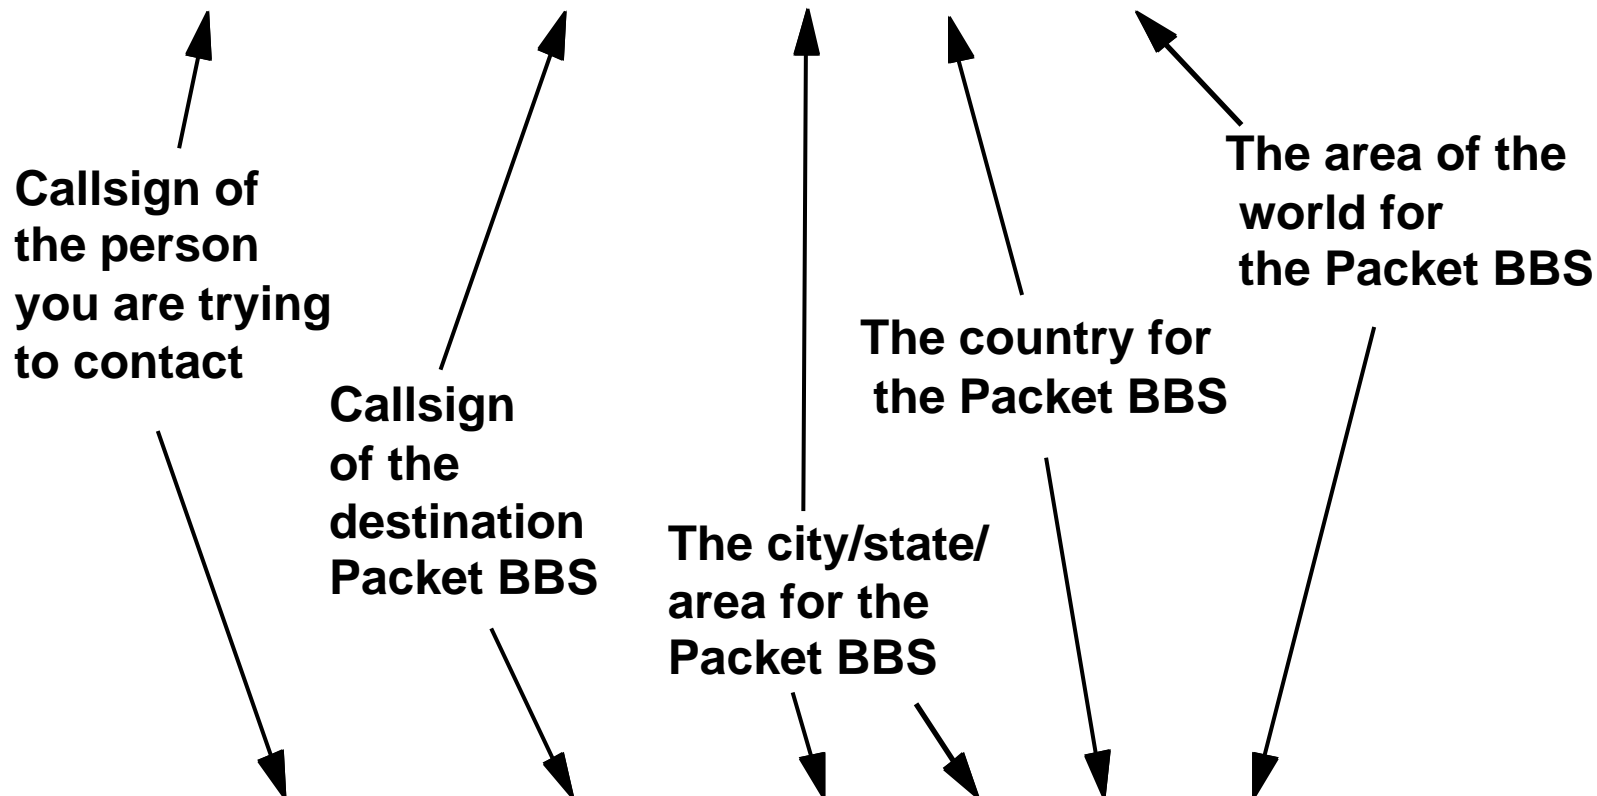 Callsign of
the person
you are trying
to contact
Callsign
of the
destination
Packet BBS
The city/state/
area for the
Packet BBS
The country for
the Packet BBS
The area of the
world for
the Packet BBS